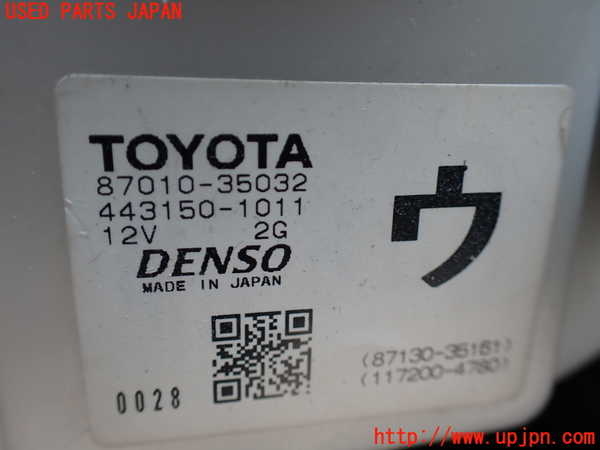 USED PARTS JAPAN
TOYOTA
87010-35032
443150-1011
12V 2G
DENSO
MADE IN JAPAN
ウ
(87130-35161)
(117200-4780)
0028
http://www.upjpn.com